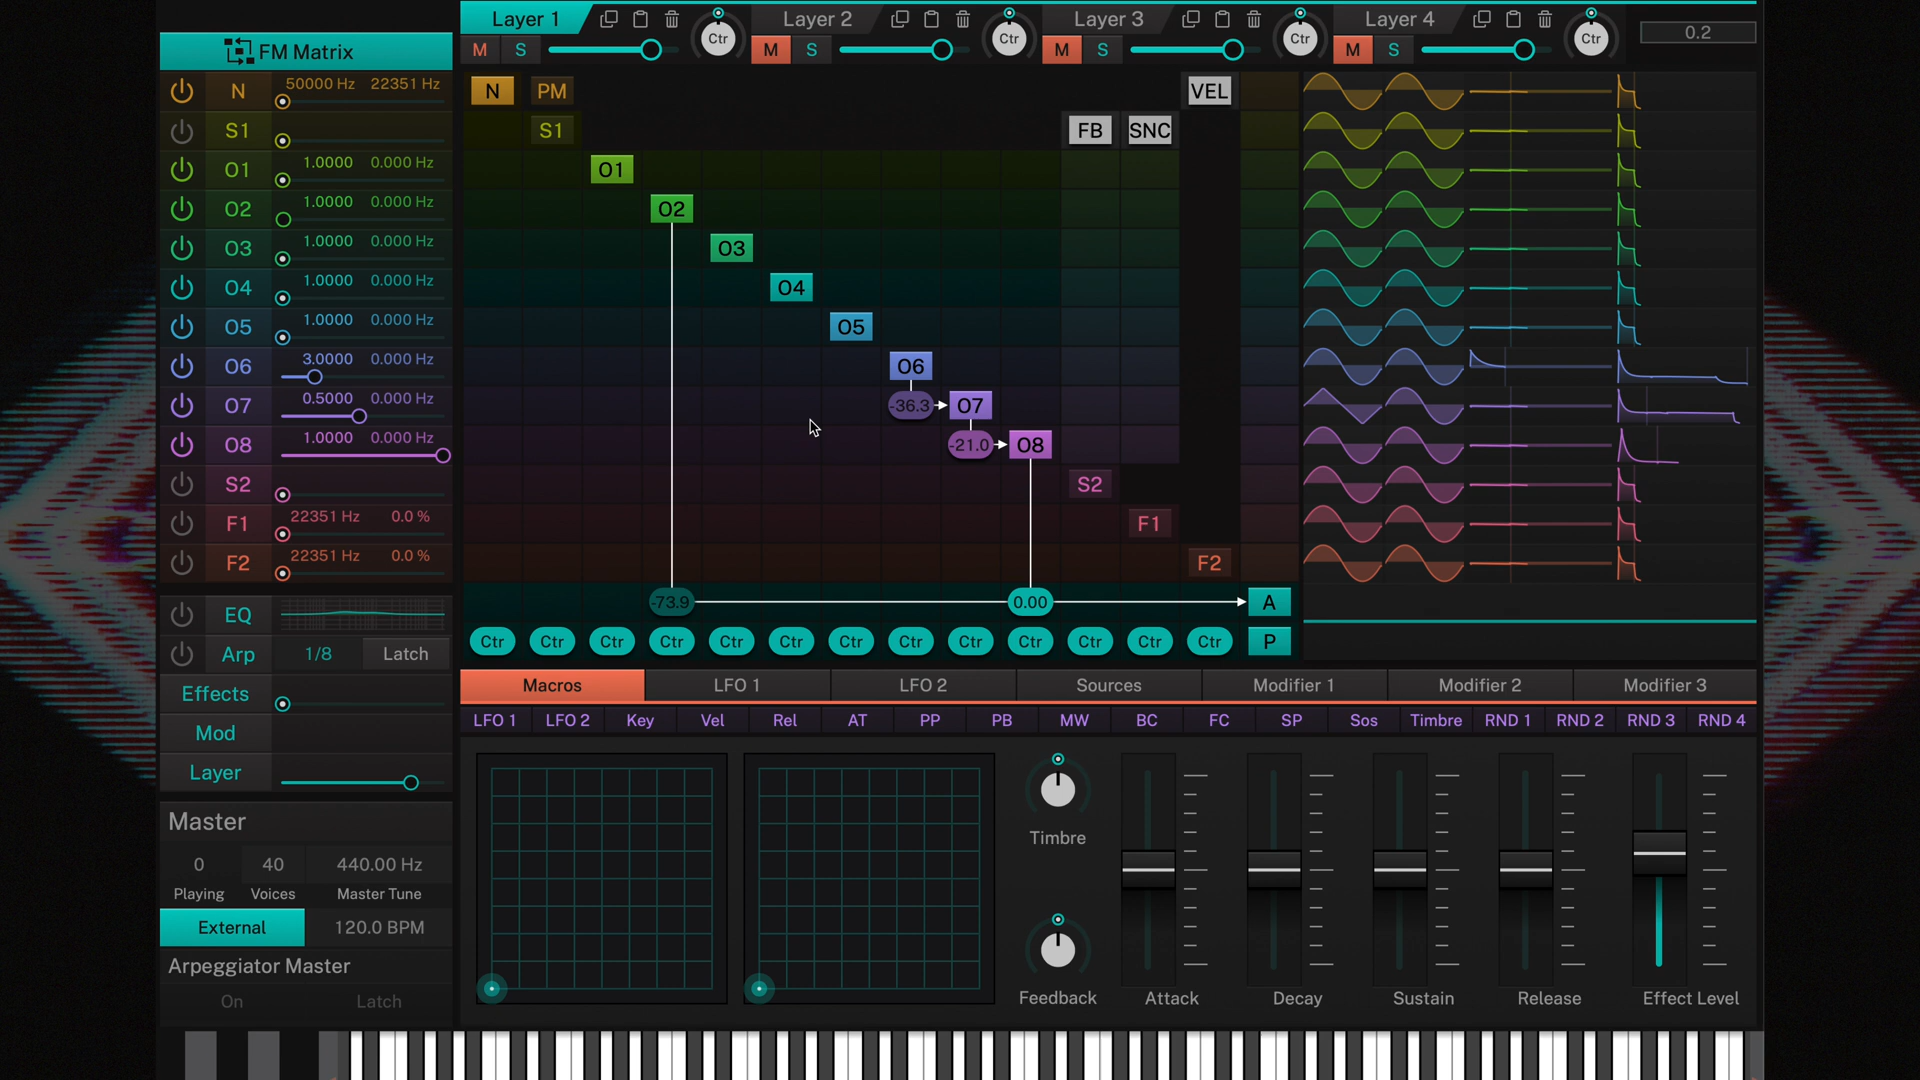 Layer 1 Layer 2 Layer 3 Layer 4
Ctr Ctr Ctr Ctr 0.2
M S M S M S M S
FM Matrix
N 50000 Hz 22351 Hz
S1
O1 1.0000 0.000 Hz
O2 1.0000 0.000 Hz
O3 1.0000 0.000 Hz
O4 1.0000 0.000 Hz
O5 1.0000 0.000 Hz
O6 3.0000 0.000 Hz
O7 0.5000 0.000 Hz
O8 1.0000 0.000 Hz
S2
F1 22351 Hz 0.0 %
F2 22351 Hz 0.0 %
EQ
Arp 1/8 Latch
Effects
Mod
Layer
Master
0 40 440.00 Hz
Playing Voices Master Tune
External 120.0 BPM
Arpeggiator Master
On Latch
N PM VEL
S1 FB SNC
O1
O2
O3
O4
O5
O6
-36.3 O7
-21.0 O8
S2
F1
F2
-73.9 0.00 A
Ctr Ctr Ctr Ctr Ctr Ctr Ctr Ctr Ctr Ctr Ctr Ctr Ctr P
Macros LFO 1 LFO 2 Sources Modifier 1 Modifier 2 Modifier 3
LFO 1 LFO 2 Key Vel Rel AT PP PB MW BC FC SP Sos Timbre RND 1 RND 2 RND 3 RND 4
Timbre
Feedback Attack Decay Sustain Release Effect Level